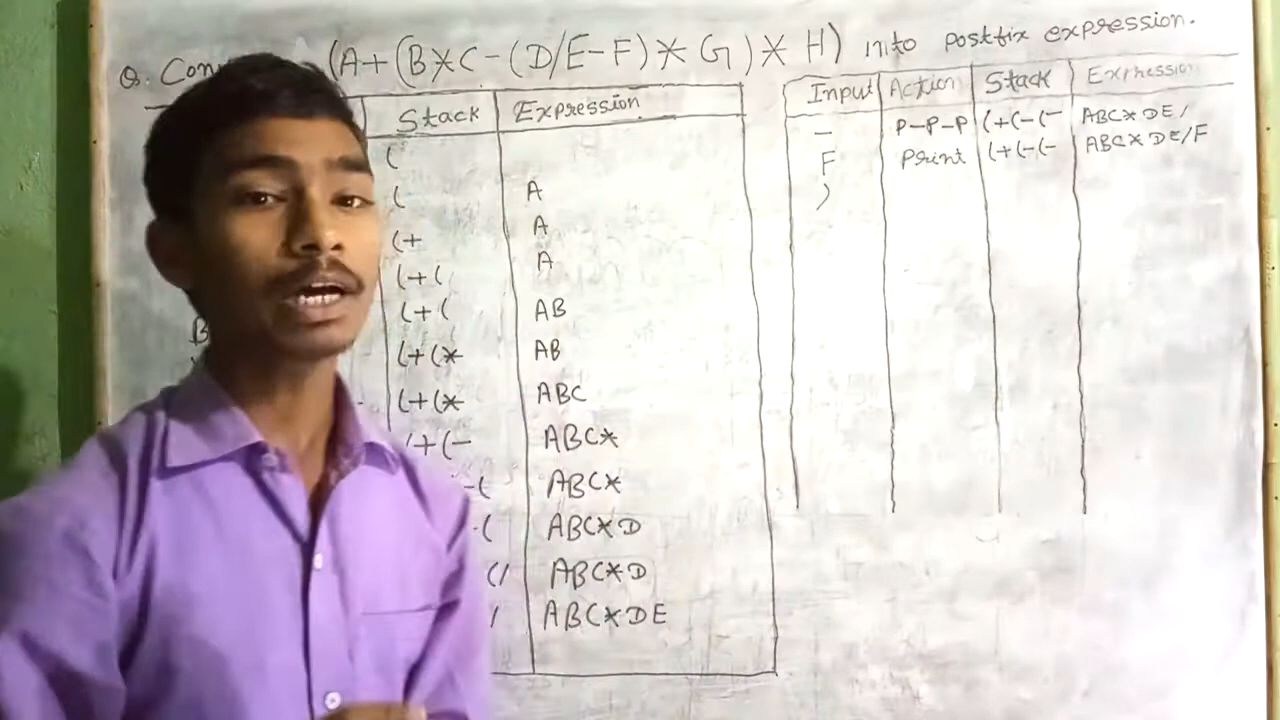 Q. Con (A+(B*C-(D/E-F)*G)*H) into postfix expression.
Stack Expression
(
( A
(+ A
(+( A
B (+( AB
(+(* AB
(+(* ABC
+(- ABC*
-( ABC*
-( ABC*D
(/ ABC*D
/ ABC*DE
Input Action Stack Expression
- P-P-P (+(-(- ABC*DE/
F Print (+(-(- ABC*DE/F
)